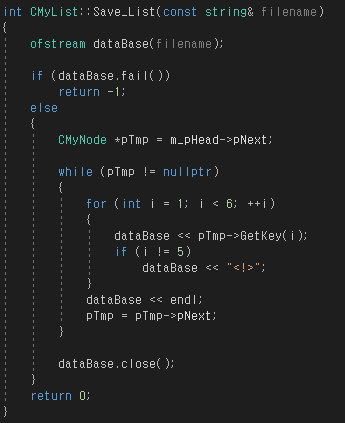 int CMyList::Save_List(const string& filename)
{
    ofstream dataBase(filename);

    if (dataBase.fail())
        return -1;
    else
    {
        CMyNode *pTmp = m_pHead->pNext;

        while (pTmp != nullptr)
        {
            for (int i = 1; i < 6; ++i)
            {
                dataBase << pTmp->GetKey(i);
                if (i != 5)
                    dataBase << "<!>";
            }
            dataBase << endl;
            pTmp = pTmp->pNext;
        }

        dataBase.close();
    }
    return 0;
}